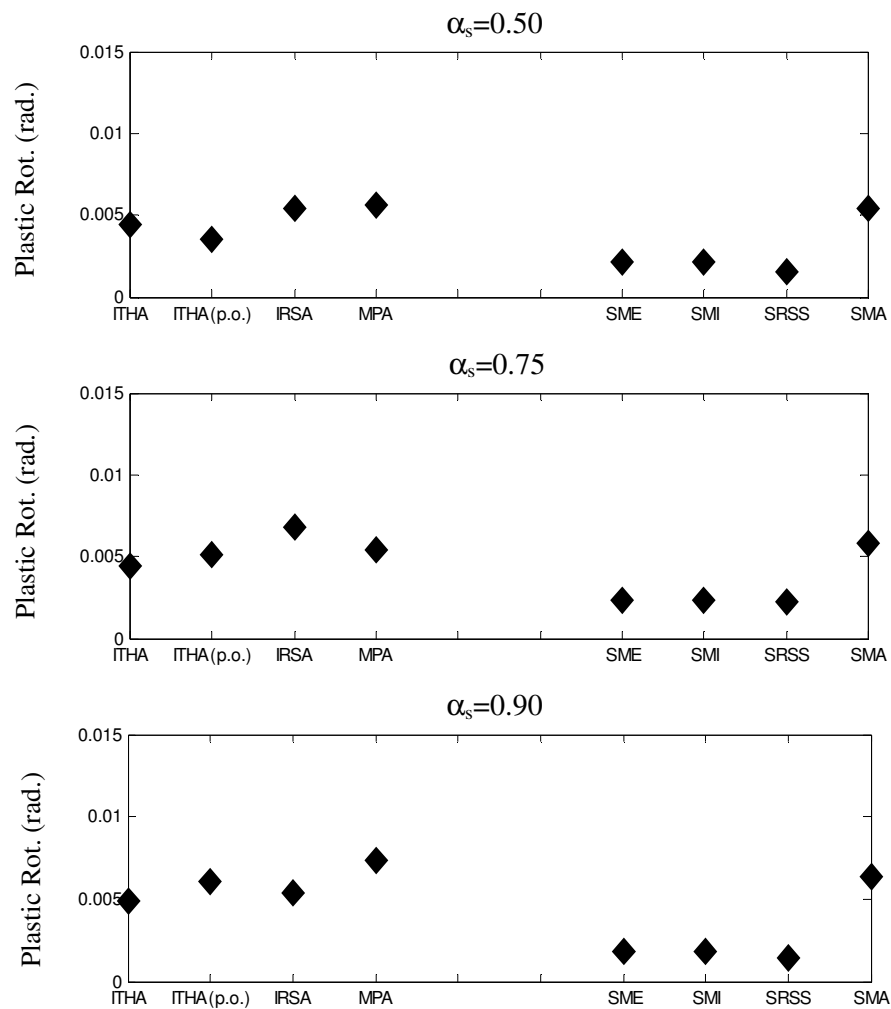 αs=0.50
0.015
0.01
0.005
0
Plastic Rot. (rad.)
ITHA ITHA(p.o.) IRSA MPA SME SMI SRSS SMA
αs=0.75
0.015
0.01
0.005
0
Plastic Rot. (rad.)
ITHA ITHA(p.o.) IRSA MPA SME SMI SRSS SMA
αs=0.90
0.015
0.01
0.005
0
Plastic Rot. (rad.)
ITHA ITHA(p.o.) IRSA MPA SME SMI SRSS SMA